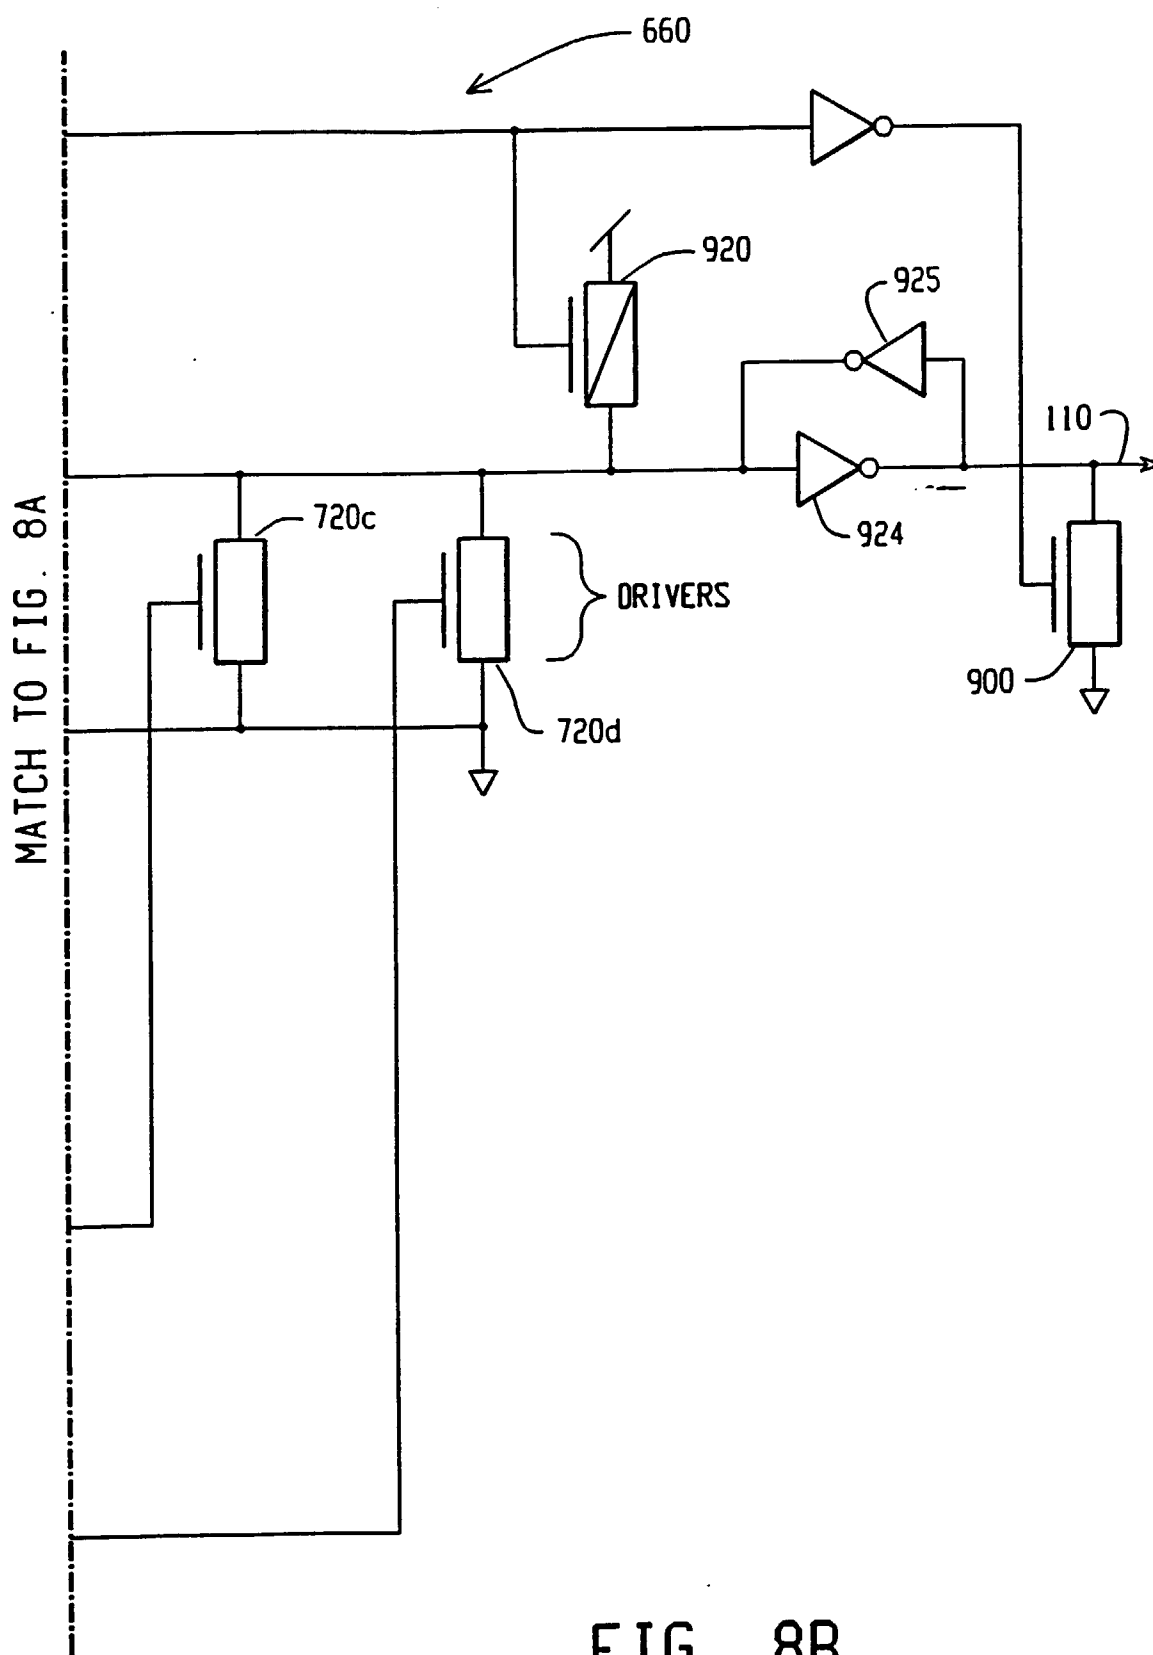 660
920
925
110
MATCH TO FIG. 8A
720c
924
DRIVERS
900
720d
FIG. 8B